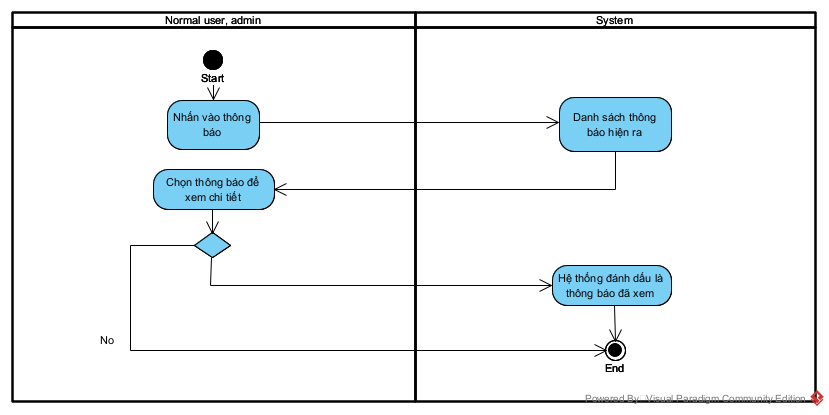 Normal user, admin
System
Start
Nhấn vào thông
báo
Danh sách thông
báo hiện ra
Chọn thông báo để
xem chi tiết
Hệ thống đánh dấu là
thông báo đã xem
No
End
Powered By: Visual Paradigm Community Edition